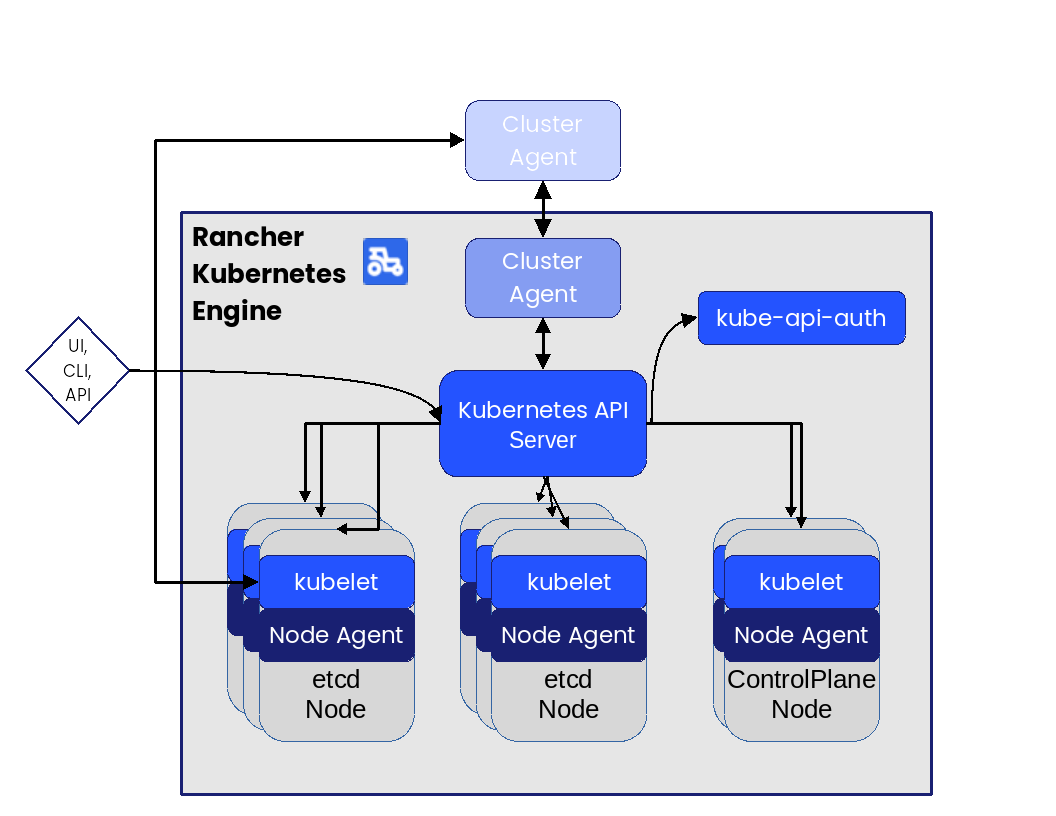 Cluster
Agent
Rancher
Kubernetes
Engine
Cluster
Agent
kube-api-auth
UI,
CLI,
API
Kubernetes API
Server
kubelet
Node Agent
etcd
Node
kubelet
Node Agent
etcd
Node
kubelet
Node Agent
ControlPlane
Node